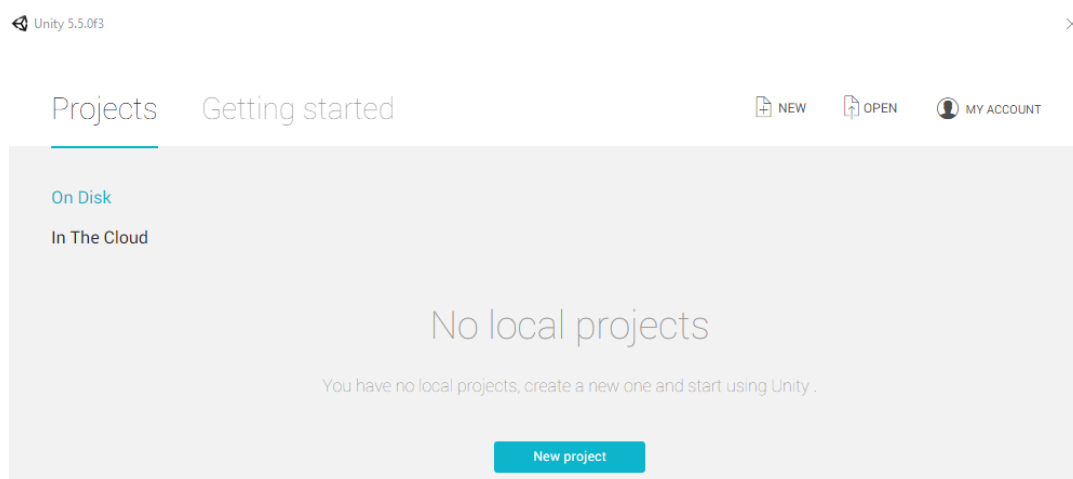 Unity 5.5.0f3
Projects Getting started NEW OPEN MY ACCOUNT
On Disk
In The Cloud
No local projects
You have no local projects, create a new one and start using Unity .
New project